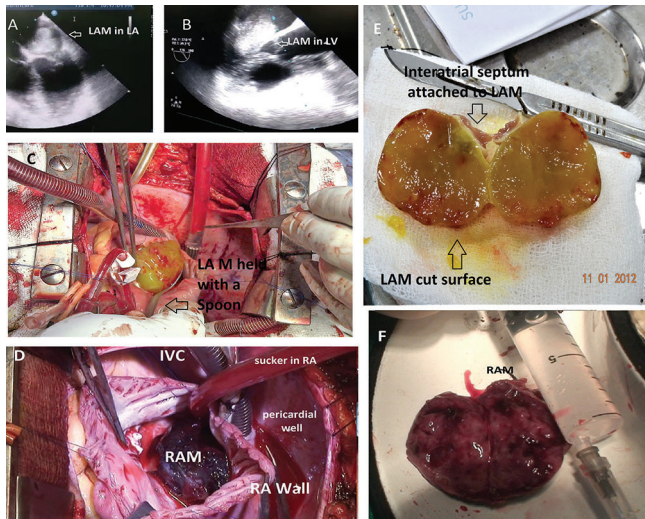 A
LAM in LA
B
LAM in LV
C
LA M held
with a
Spoon
D
IVC
sucker in RA
pericardial
well
RAM
RA Wall
E
Interatrial septum
attached to LAM
LAM cut surface
11 01 2012
F
RAM
5